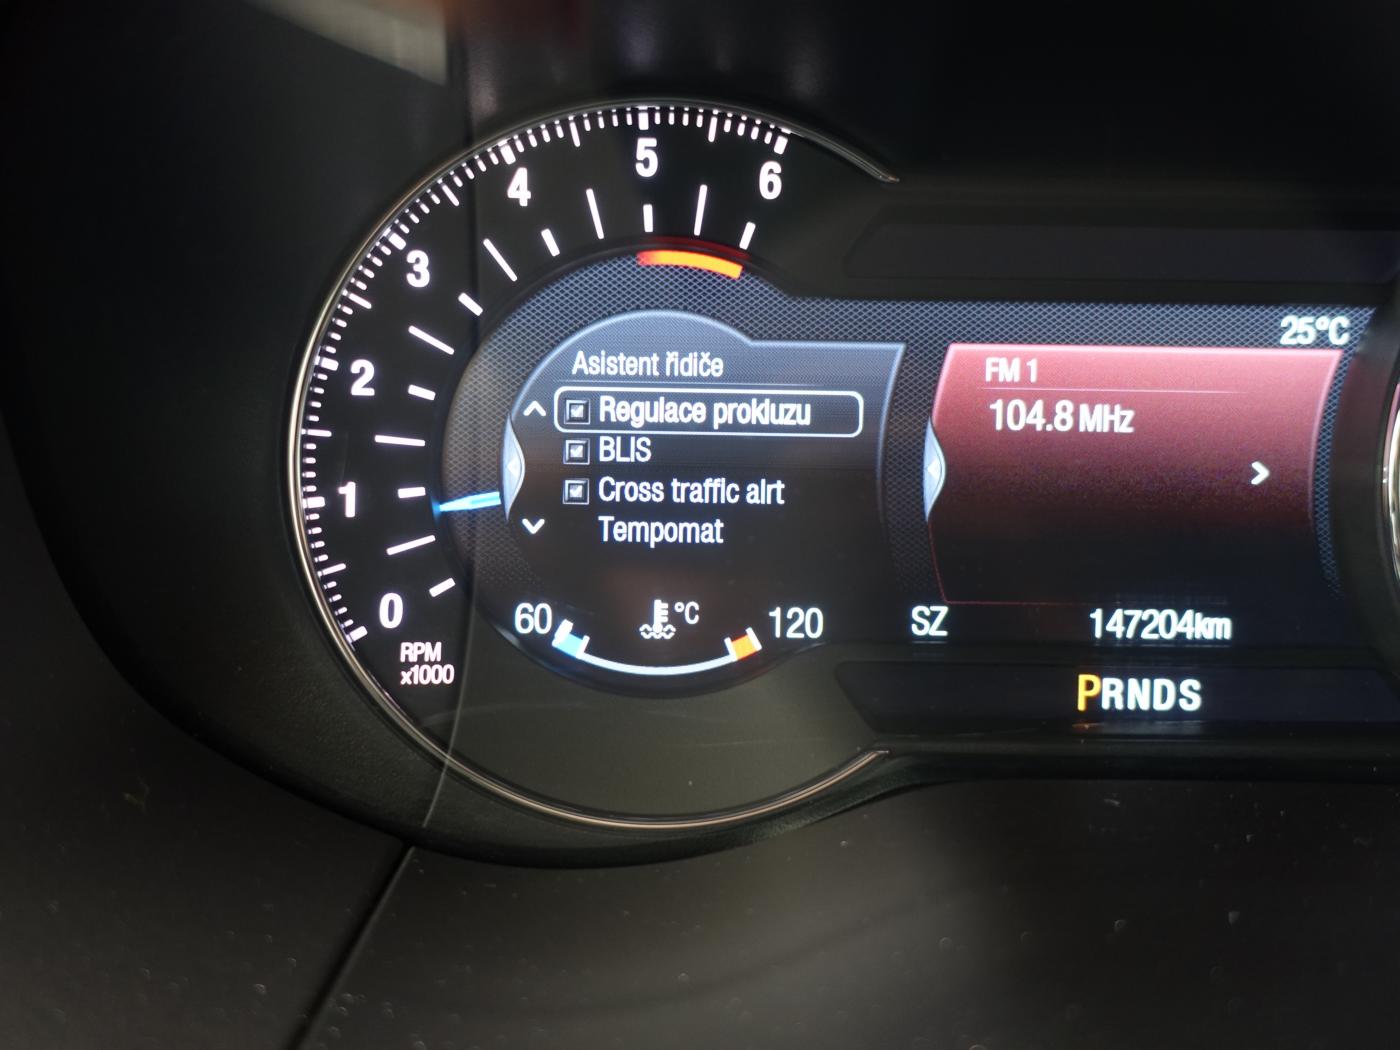 0
1
2
3
4
5
6
RPM
x1000
Asistent řidiče
Regulace prokluzu
BLIS
Cross traffic alrt
Tempomat
60
°C
120
25°C
FM 1
104.8 MHz
SZ
147204km
PRNDS